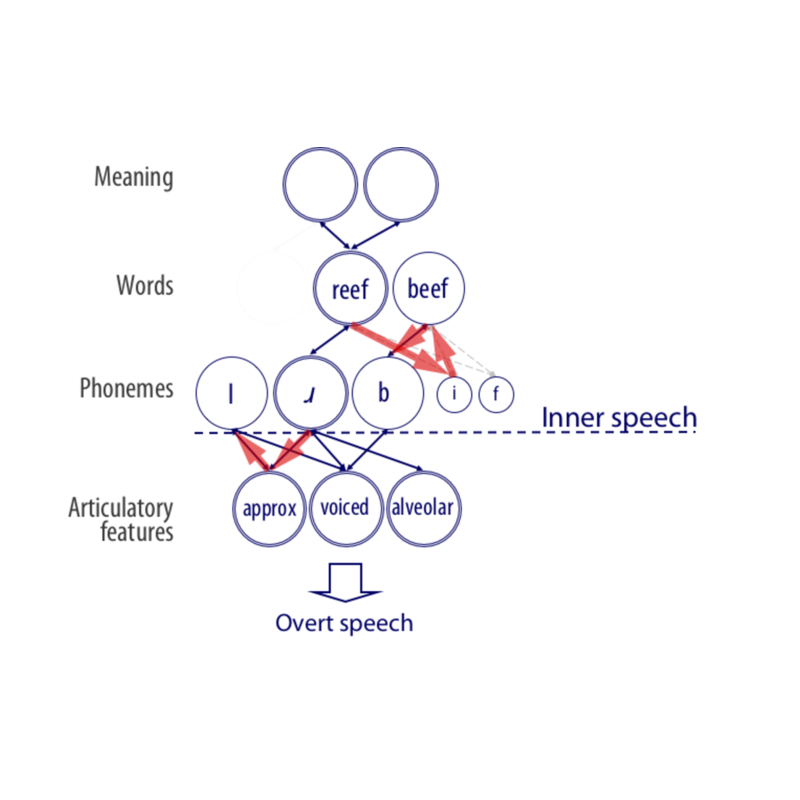 Meaning
Words
reef
beef
Phonemes
l
ɹ
b
i
f
Inner speech
Articulatory
features
approx
voiced
alveolar
Overt speech